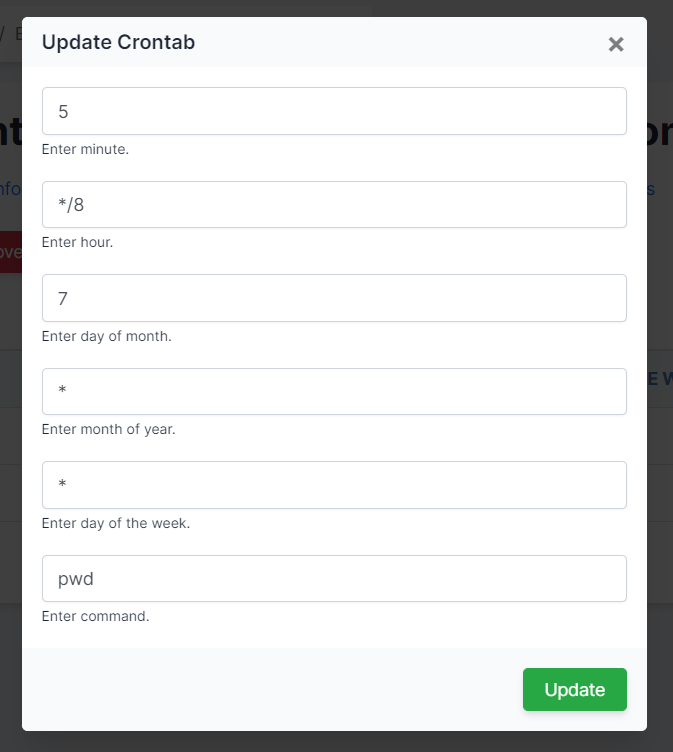 Update Crontab
×
5
Enter minute.
*/8
Enter hour.
7
Enter day of month.
*
Enter month of year.
*
Enter day of the week.
pwd
Enter command.
Update